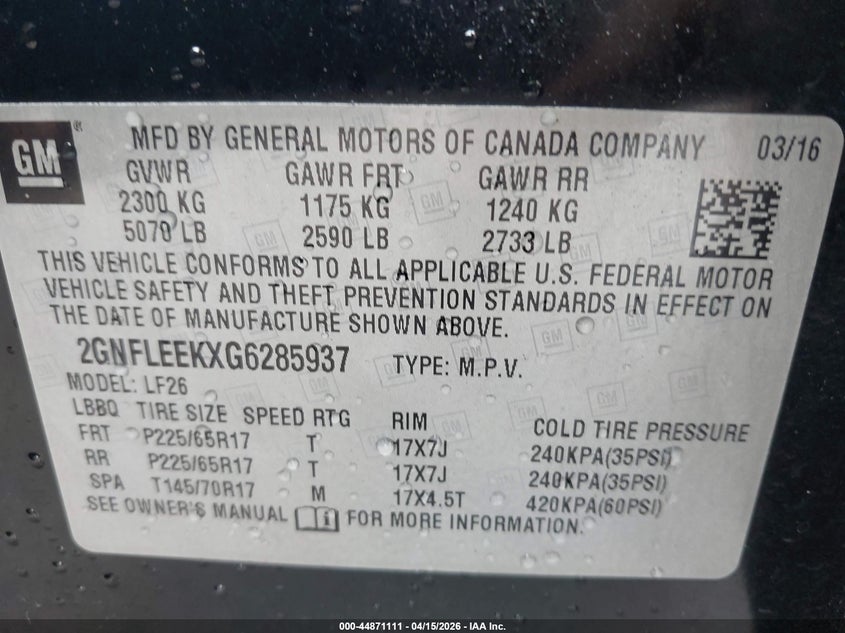 GM
MFD BY GENERAL MOTORS OF CANADA COMPANY 03/16
GVWR GAWR FRT GAWR RR
2300 KG 1175 KG 1240 KG
5070 LB 2590 LB 2733 LB
THIS VEHICLE CONFORMS TO ALL APPLICABLE U.S. FEDERAL MOTOR
VEHICLE SAFETY AND THEFT PREVENTION STANDARDS IN EFFECT ON
THE DATE OF MANUFACTURE SHOWN ABOVE.
2GNFLEEKXG6285937 TYPE: M.P.V.
MODEL: LF26
LBBQ TIRE SIZE SPEED RTG RIM COLD TIRE PRESSURE
FRT P225/65R17 T 17X7J 240KPA(35PSI)
RR P225/65R17 T 17X7J 240KPA(35PSI)
SPA T145/70R17 M 17X4.5T 420KPA(60PSI)
SEE OWNER'S MANUAL i FOR MORE INFORMATION.
000-44871111 - 04/15/2026 - IAA Inc.